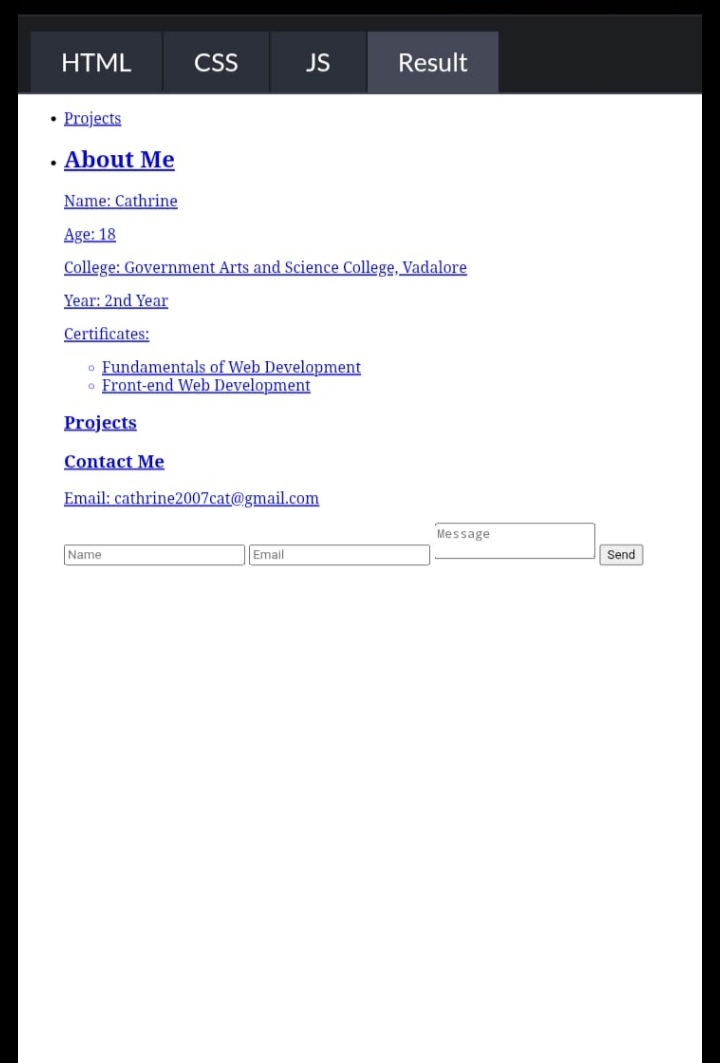 HTML CSS JS Result
Projects
About Me
Name: Cathrine
Age: 18
College: Government Arts and Science College, Vadalore
Year: 2nd Year
Certificates:
Fundamentals of Web Development
Front-end Web Development
Projects
Contact Me
Email: cathrine2007cat@gmail.com
Name Email Message Send